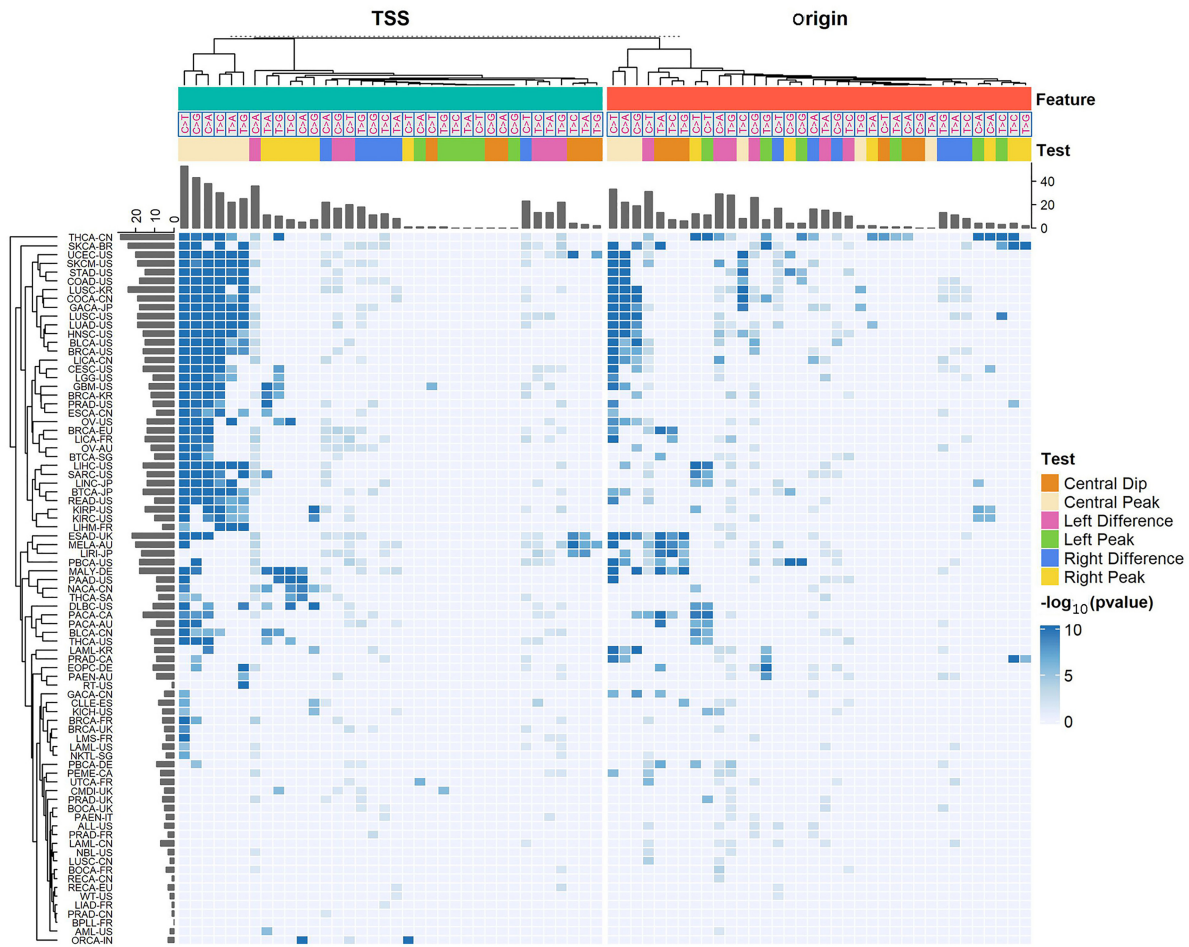 TSS
Origin
Feature
C>T C>G C>A T>C T>A T>G C>A T>A T>G T>C C>A C>G
Test
20 10 0
40
20
0
THCA-CN
SKCA-BR
UCEC-US
SKCM-US
STAD-US
COAD-US
LUSC-KR
COCA-CN
GACA-JP
LUSC-US
LUAD-US
HNSC-US
BLCA-US
BRCA-US
LICA-CN
CESC-US
LGG-US
GBM-US
BRCA-KR
PRAD-US
ESCA-CN
OV-US
BRCA-EU
LICA-FR
OV-AU
BTCA-SG
LIHC-US
SARC-US
LINC-JP
BTCA-JP
READ-US
KIRP-US
KIRC-US
LIHM-FR
ESAD-UK
MELA-AU
LIRI-JP
PBCA-US
MALY-DE
PAAD-US
NACA-CN
THCA-SA
DLBC-US
PACA-CA
PACA-AU
BLCA-CN
THCA-US
LAML-KR
PRAD-CA
EOPC-DE
PAEN-AU
RT-US
GACA-CN
CLLE-ES
KICH-US
BRCA-FR
BRCA-UK
LMS-FR
LAML-US
NKTL-SG
PBCA-DE
PEME-CA
UTCA-FR
CMDI-UK
PRAD-UK
BOCA-UK
PAEN-IT
ALL-US
PRAD-FR
LAML-CN
NBL-US
LUSC-CN
BOCA-FR
RECA-CN
RECA-EU
WT-US
LIAD-FR
PRAD-CN
BPLL-FR
AML-US
ORCA-IN
Test
Central Dip
Central Peak
Left Difference
Left Peak
Right Difference
Right Peak
-log10(pvalue)
10
5
0